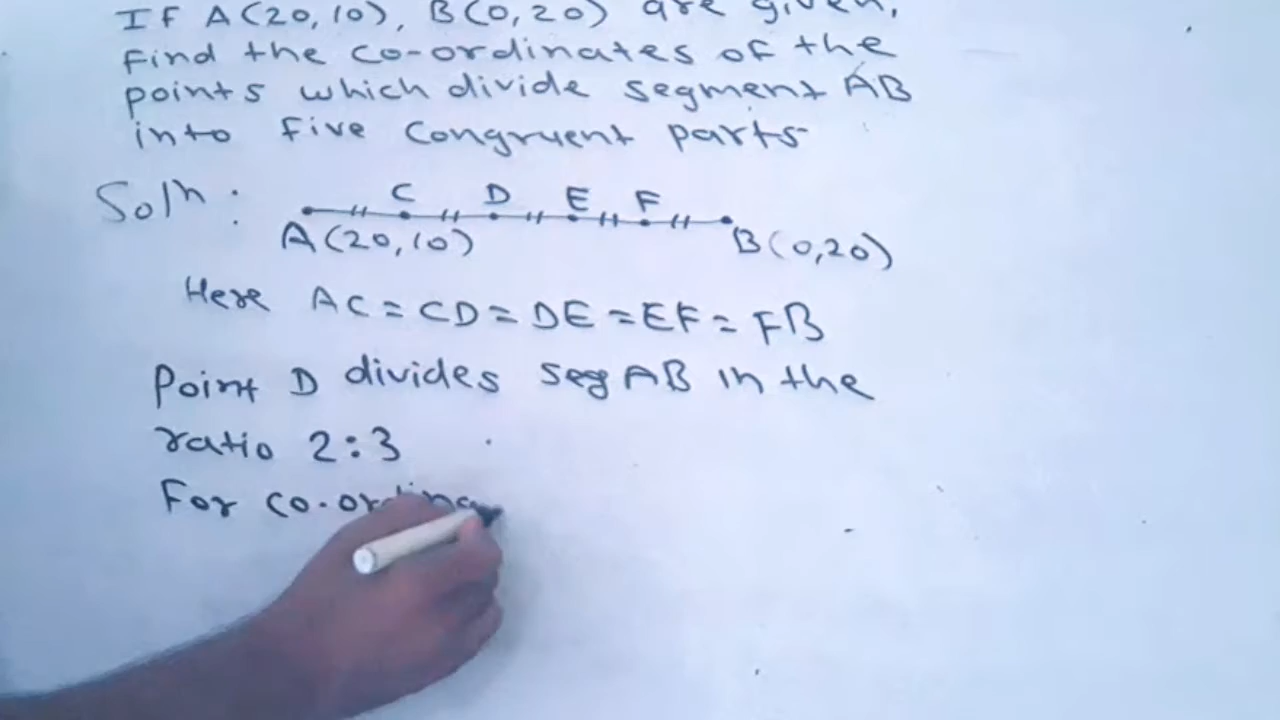 If A(20,10), B(0,20) are given,
Find the co-ordinates of the
points which divide segment AB
into five congruent parts
Soln :
C D E F
A(20,10) B(0,20)
Here AC = CD = DE = EF = FB
Point D divides seg AB in the
ratio 2:3
For co-ordina